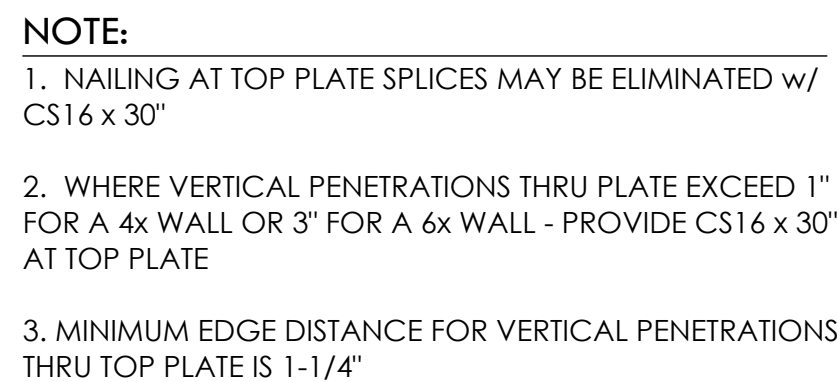 NOTE:
1. NAILING AT TOP PLATE SPLICES MAY BE ELIMINATED w/
CS16 x 30"
2. WHERE VERTICAL PENETRATIONS THRU PLATE EXCEED 1"
FOR A 4x WALL OR 3" FOR A 6x WALL - PROVIDE CS16 x 30"
AT TOP PLATE
3. MINIMUM EDGE DISTANCE FOR VERTICAL PENETRATIONS
THRU TOP PLATE IS 1-1/4"